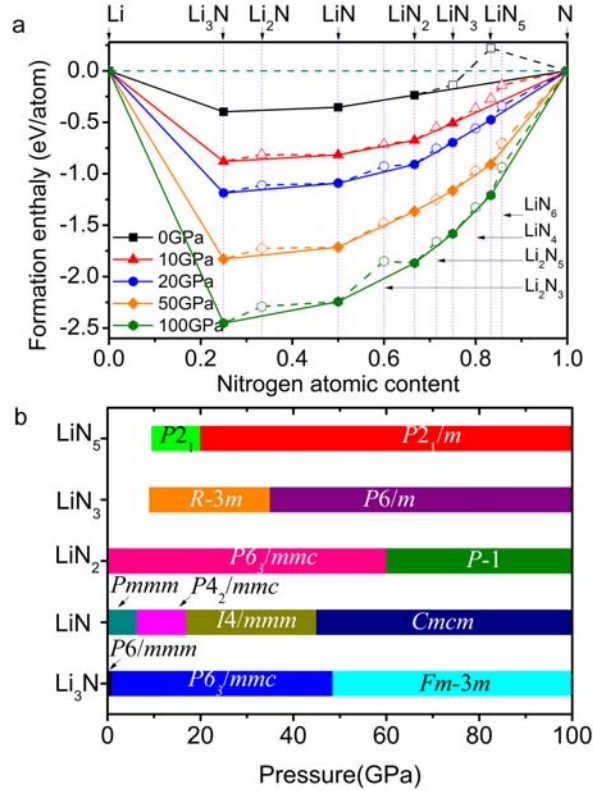 a
Li Li₃N Li₂N LiN LiN₂ LiN₃ LiN₅ N
Formation enthaly (eV/atom)
0.0
-0.5
-1.0
-1.5
-2.0
-2.5
0GPa
10GPa
20GPa
50GPa
100GPa
LiN₆
LiN₄
Li₂N₅
Li₂N₃
0.0 0.2 0.4 0.6 0.8 1.0
Nitrogen atomic content
b
LiN₅ P2₁ P2₁/m
LiN₃ R-3m P6/m
LiN₂ P6₃/mmc P-1
Pmmm P4₂/mmc
LiN I4/mmm Cmcm
P6/mmm
Li₃N P6₃/mmc Fm-3m
0 20 40 60 80 100
Pressure(GPa)